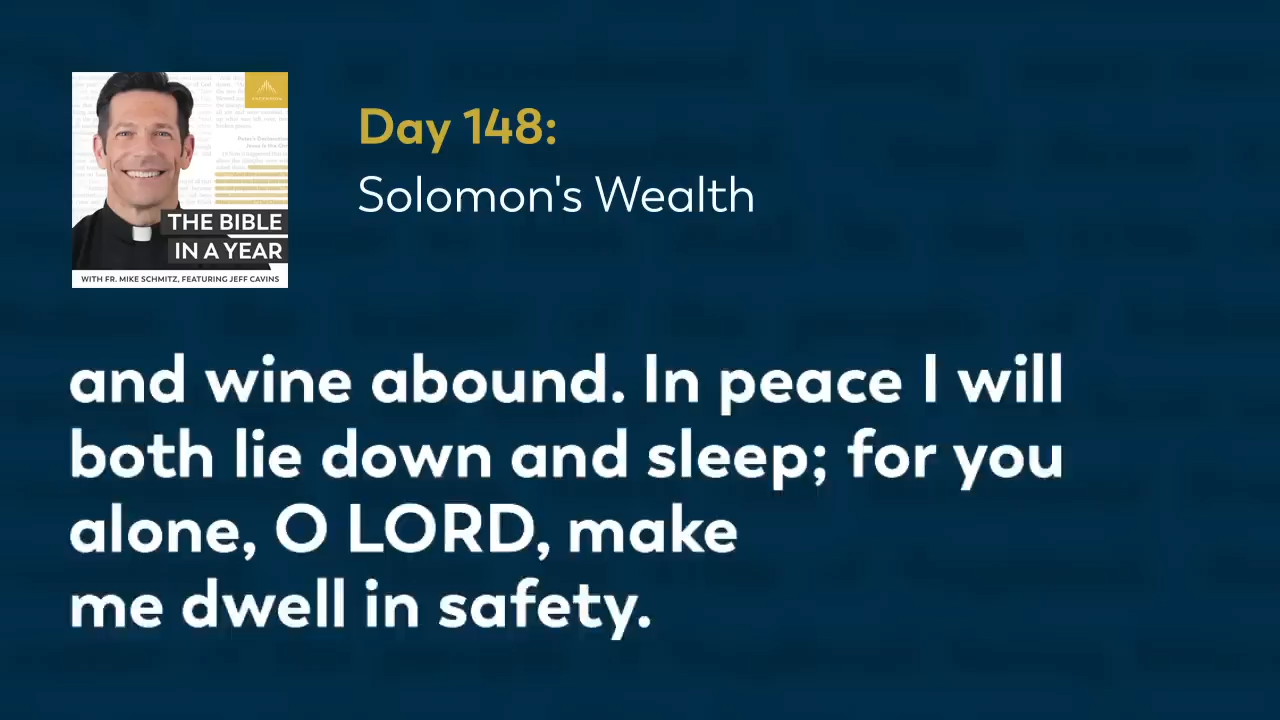 Day 148:
Solomon's Wealth
THE BIBLE
IN A YEAR
WITH FR. MIKE SCHMITZ, FEATURING JEFF CAVINS
and wine abound. In peace I will
both lie down and sleep; for you
alone, O LORD, make
me dwell in safety.